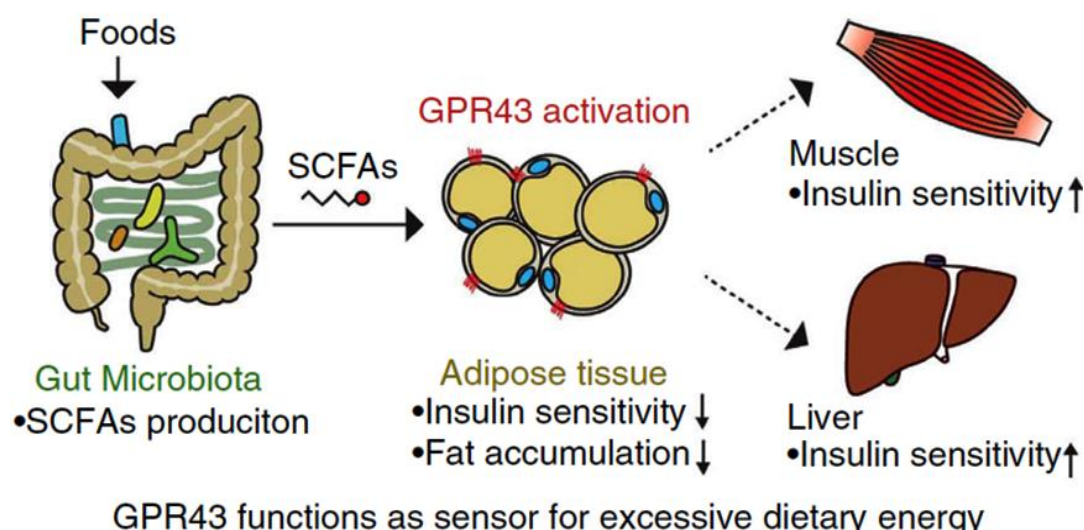 Foods
SCFAs
GPR43 activation
Gut Microbiota
•SCFAs produciton
Adipose tissue
•Insulin sensitivity ↓
•Fat accumulation ↓
Muscle
•Insulin sensitivity ↑
Liver
•Insulin sensitivity ↑
GPR43 functions as sensor for excessive dietary energy